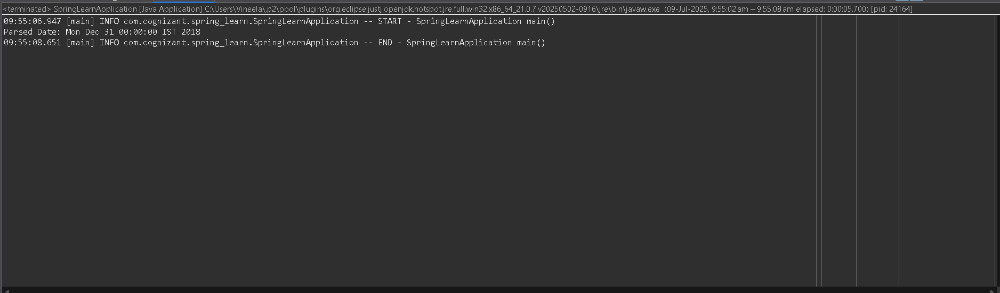 <terminated> SpringLearnApplication [Java Application] C:\Users\Vineela\.p2\pool\plugins\org.eclipse.justj.openjdk.hotspot.jre.full.win32.x86_64_21.0.7.v20250502-0916\jre\bin\javaw.exe (09-Jul-2025, 9:55:02 am – 9:55:08 am elapsed: 0:00:05.700) [pid: 24164]
09:55:06.947 [main] INFO com.cognizant.spring_learn.SpringLearnApplication -- START - SpringLearnApplication main()
Parsed Date: Mon Dec 31 00:00:00 IST 2018
09:55:08.651 [main] INFO com.cognizant.spring_learn.SpringLearnApplication -- END - SpringLearnApplication main()